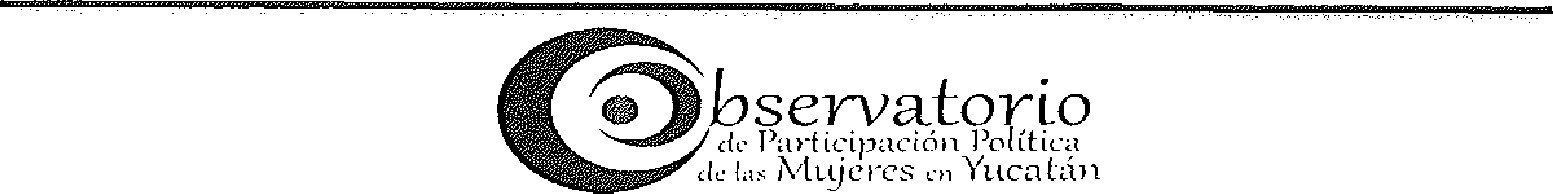 Observatorio
de Participación Política
de las Mujeres en Yucatán